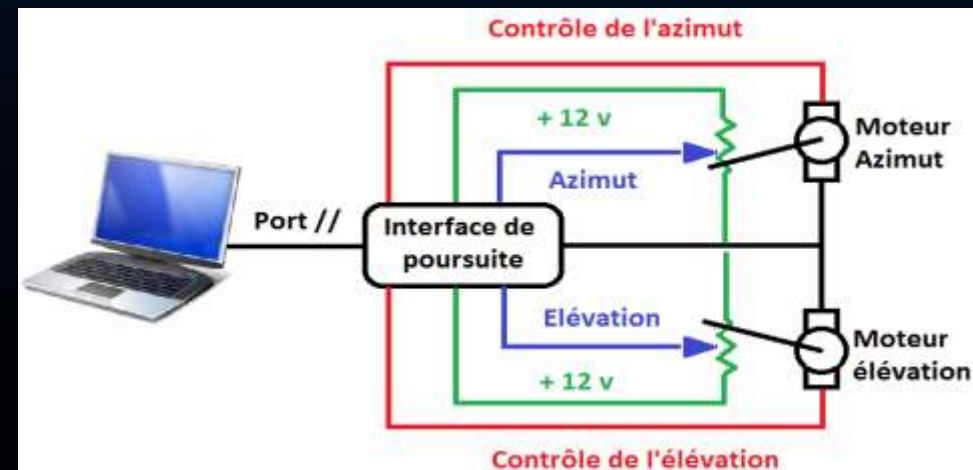 Contrôle de l'azimut
+ 12 v
Moteur
Azimut
Azimut
Port //
Interface de
poursuite
Elévation
Moteur
élévation
+ 12 v
Contrôle de l'élévation